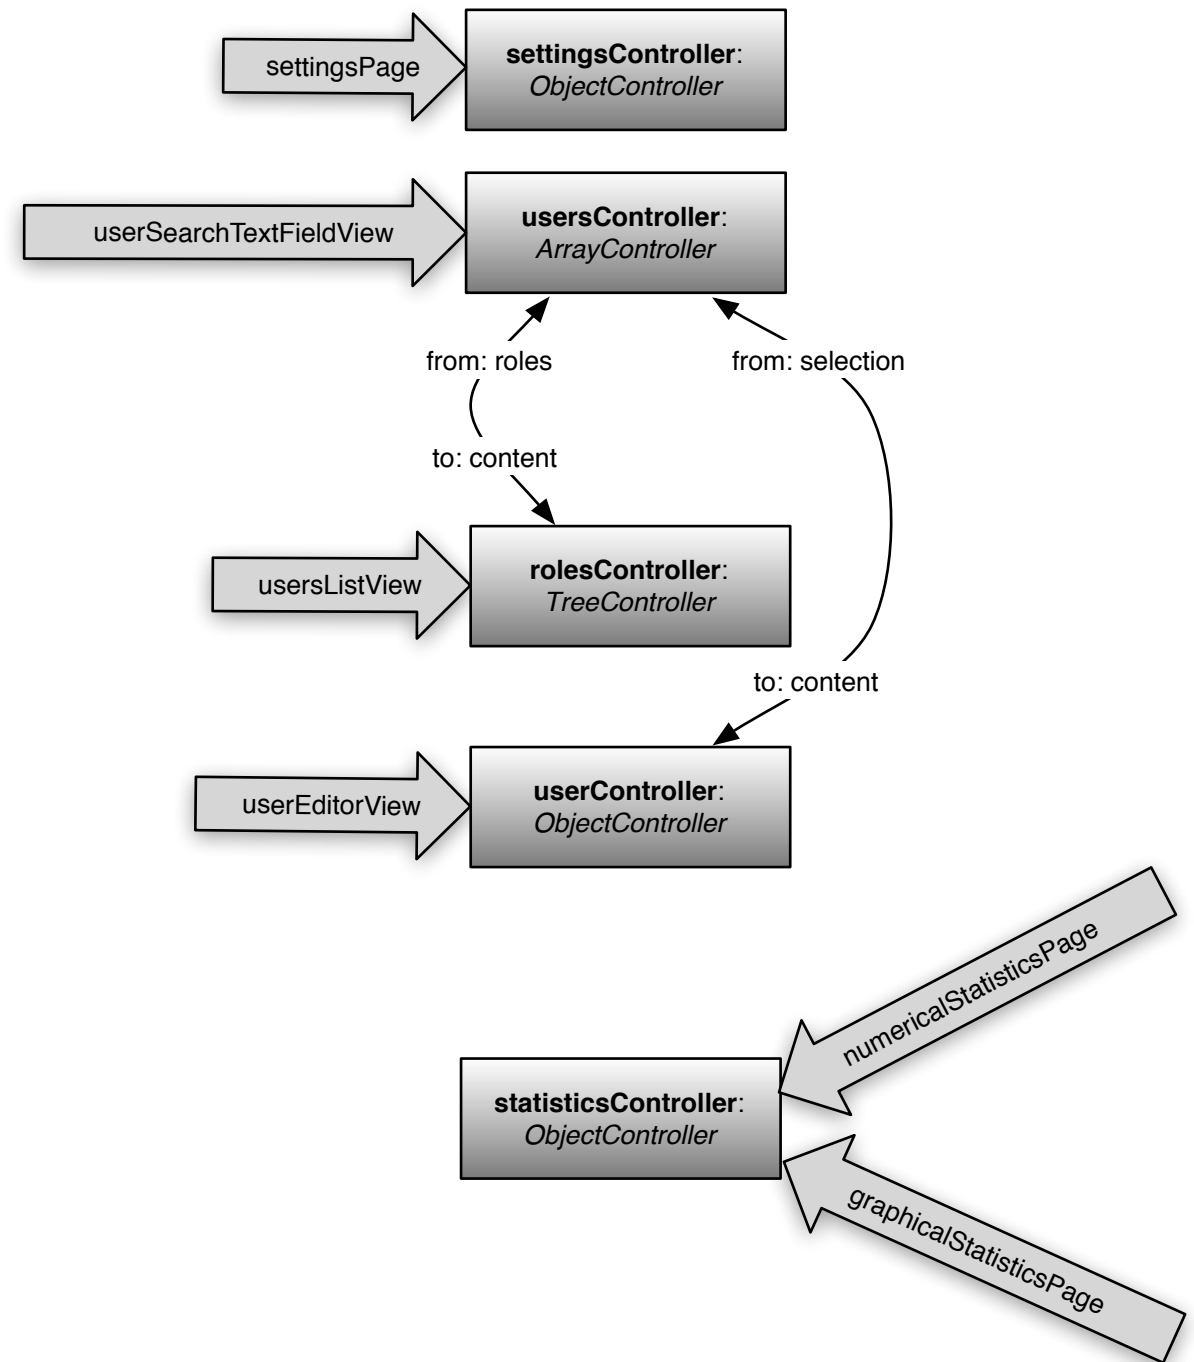 settingsPage
settingsController:
ObjectController
userSearchTextFieldView
usersController:
ArrayController
from: roles
from: selection
to: content
usersListView
rolesController:
TreeController
to: content
userEditorView
userController:
ObjectController
numericalStatisticsPage
statisticsController:
ObjectController
graphicalStatisticsPage